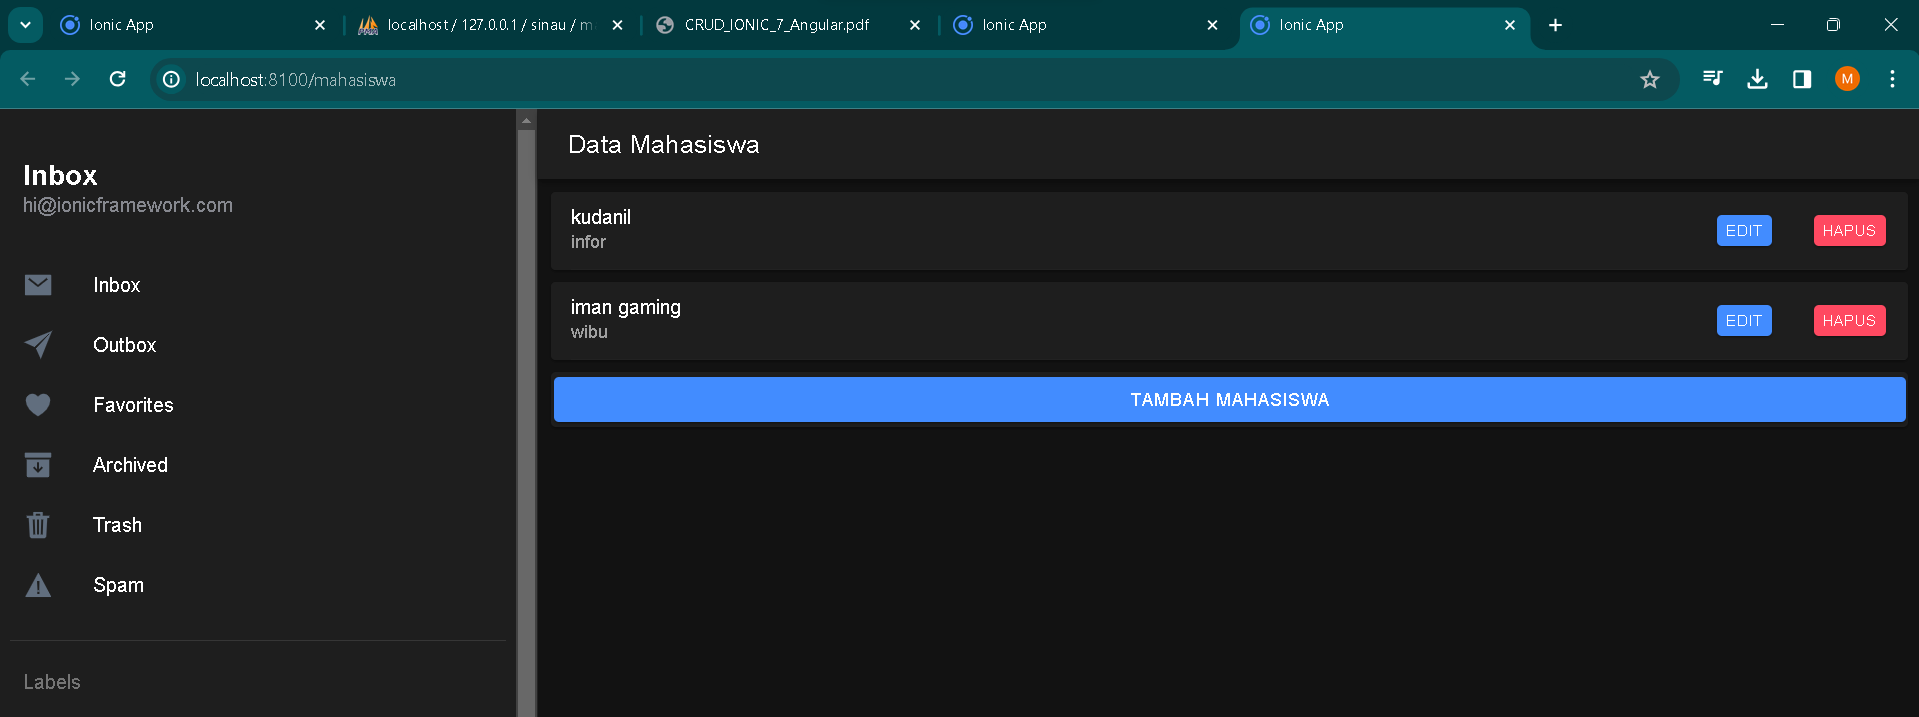 Ionic App
localhost / 127.0.0.1 / sinau / m
CRUD_IONIC_7_Angular.pdf
Ionic App
Ionic App
localhost:8100/mahasiswa
M
Inbox
hi@ionicframework.com
Inbox
Outbox
Favorites
Archived
Trash
Spam
Labels
Data Mahasiswa
kudanil
infor
EDIT
HAPUS
iman gaming
wibu
EDIT
HAPUS
TAMBAH MAHASISWA